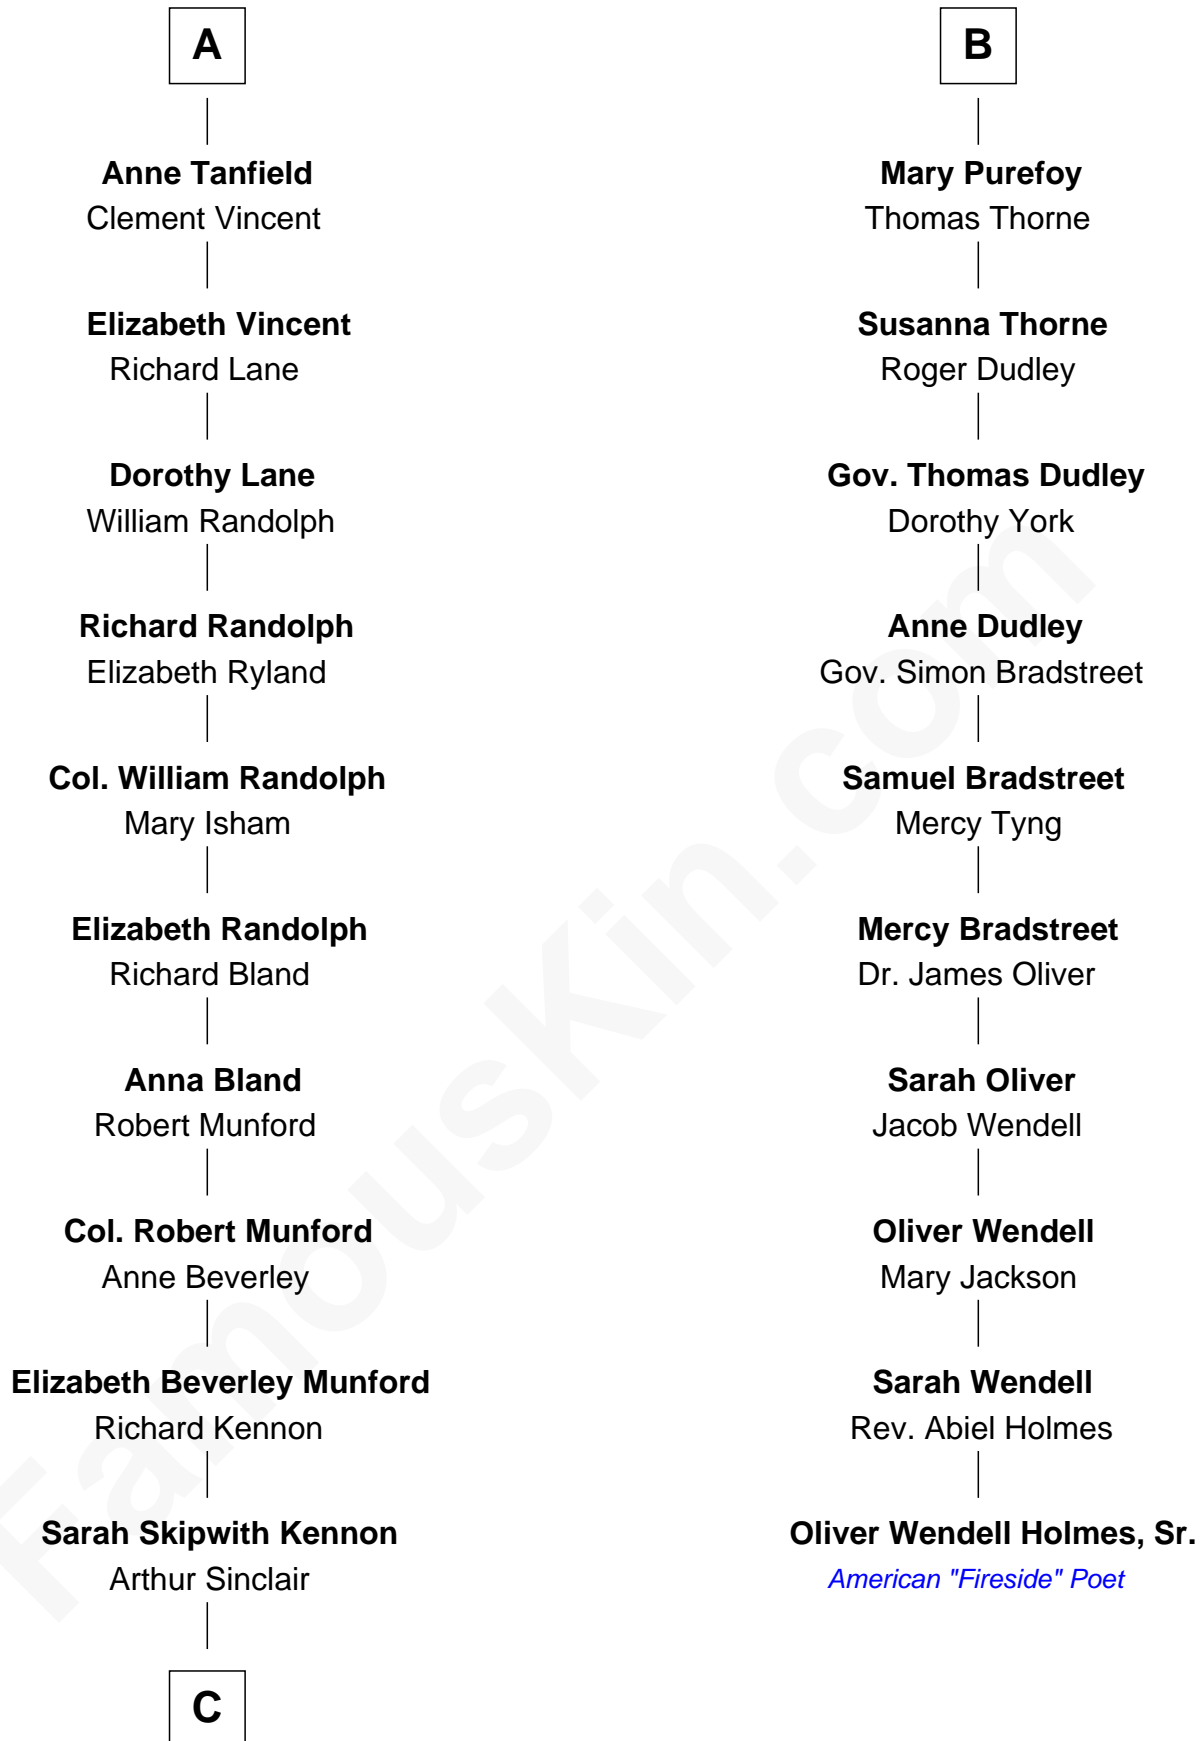 A
Anne Tanfield
Clement Vincent
Elizabeth Vincent
Richard Lane
Dorothy Lane
William Randolph
Richard Randolph
Elizabeth Ryland
Col. William Randolph
Mary Isham
Elizabeth Randolph
Richard Bland
Anna Bland
Robert Munford
Col. Robert Munford
Anne Beverley
Elizabeth Beverley Munford
Richard Kennon
Sarah Skipwith Kennon
Arthur Sinclair
C
B
Mary Purefoy
Thomas Thorne
Susanna Thorne
Roger Dudley
Gov. Thomas Dudley
Dorothy York
Anne Dudley
Gov. Simon Bradstreet
Samuel Bradstreet
Mercy Tyng
Mercy Bradstreet
Dr. James Oliver
Sarah Oliver
Jacob Wendell
Oliver Wendell
Mary Jackson
Sarah Wendell
Rev. Abiel Holmes
Oliver Wendell Holmes, Sr.
American "Fireside" Poet
FamousKin.com